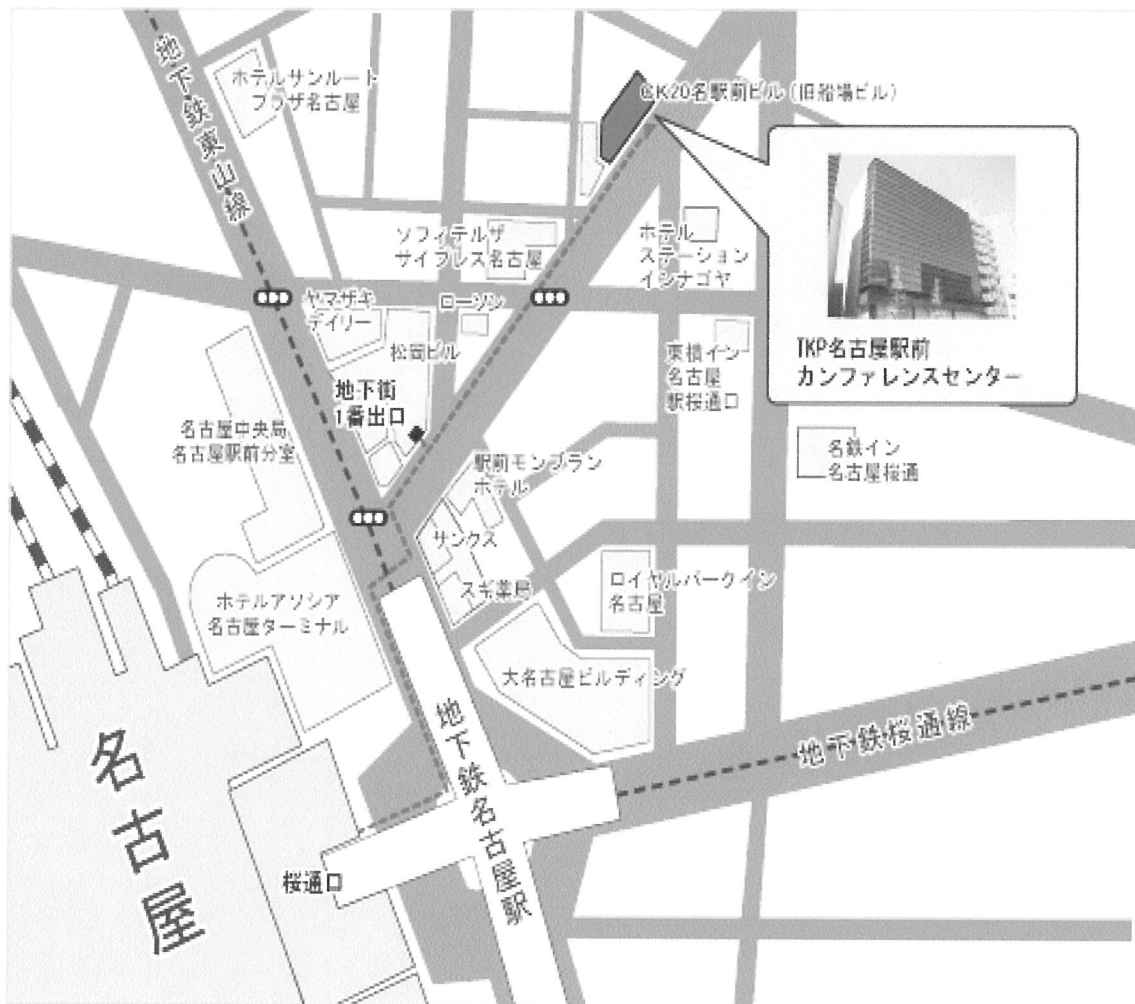 地下鉄東山線
ホテルサンルート
プラザ名古屋
GK20名駅前ビル(旧船場ビル)
TKP名古屋駅前
カンファレンスセンター
ソフィテルザ
サイプレス名古屋
ホテル
ステーション
インナゴヤ
ヤマザキ
デイリー
ローソン
松岡ビル
東横イン
名古屋
駅桜通口
地下街
1番出口
名古屋中央局
名古屋駅前分室
駅前モンブラン
ホテル
名鉄イン
名古屋桜通
サンクス
スギ薬局
ロイヤルパークイン
名古屋
ホテルアソシア
名古屋ターミナル
大名古屋ビルディング
地下鉄名古屋駅
地下鉄桜通線
名古屋
桜通口